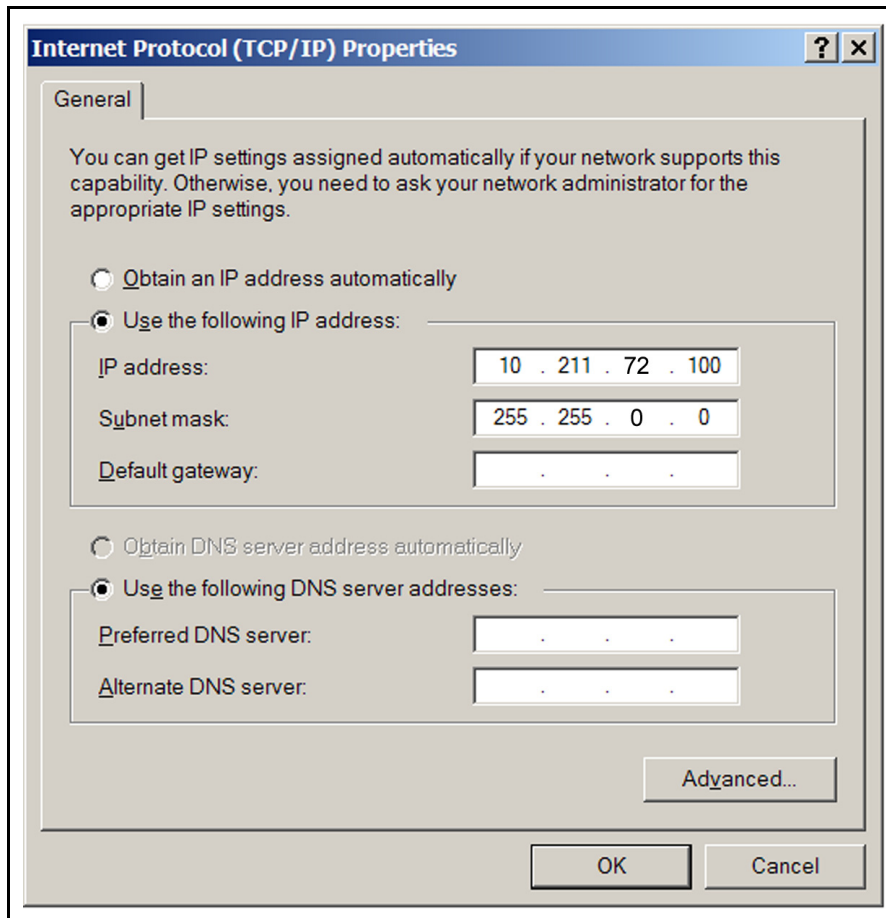 Internet Protocol (TCP/IP) Properties
General
You can get IP settings assigned automatically if your network supports this
capability. Otherwise, you need to ask your network administrator for the
appropriate IP settings.
Obtain an IP address automatically
Use the following IP address:
IP address: 10 . 211 . 72 . 100
Subnet mask: 255 . 255 . 0 . 0
Default gateway: . . .
Obtain DNS server address automatically
Use the following DNS server addresses:
Preferred DNS server: . . .
Alternate DNS server: . . .
Advanced...
OK Cancel